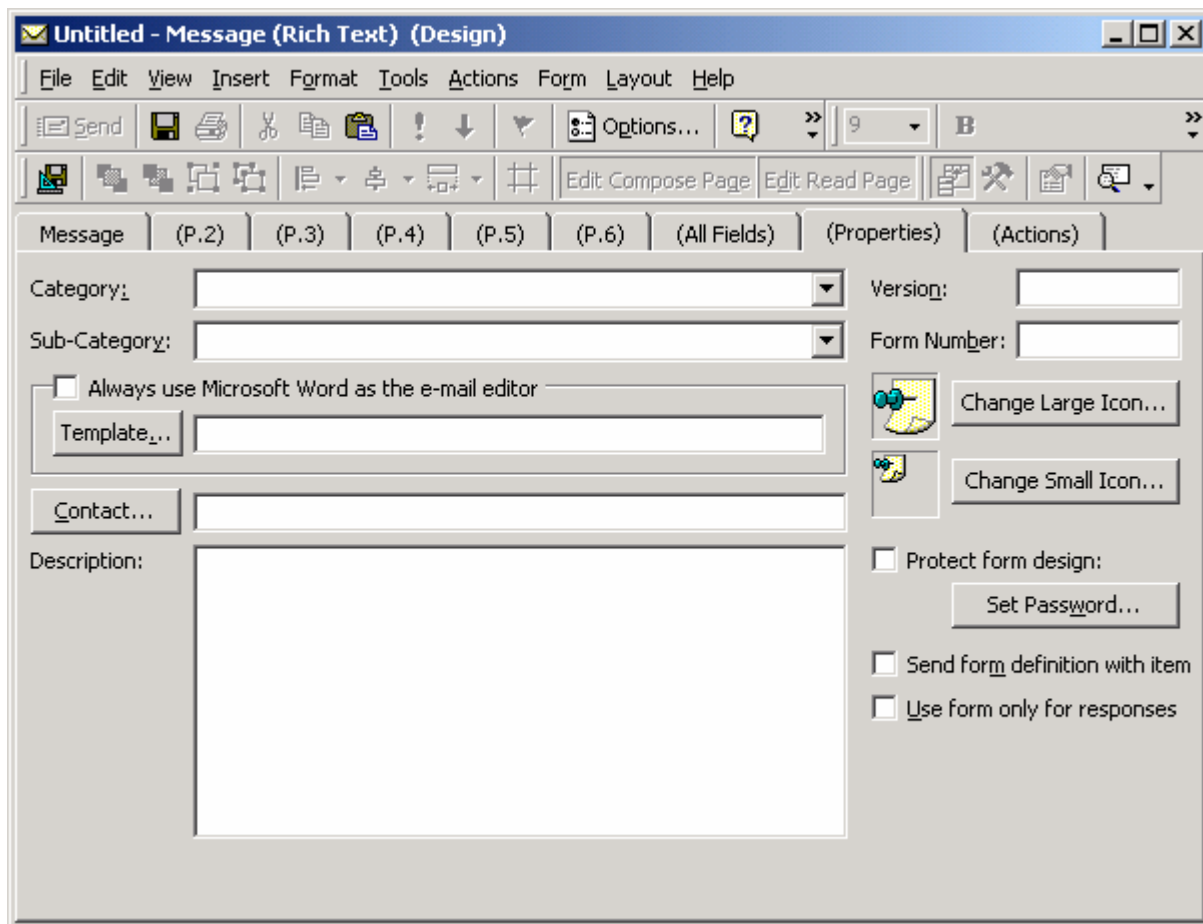 Untitled - Message (Rich Text) (Design)
File Edit View Insert Format Tools Actions Form Layout Help
Send Options... 9 B
Edit Compose Page Edit Read Page
Message (P.2) (P.3) (P.4) (P.5) (P.6) (All Fields) (Properties) (Actions)
Category: Version:
Sub-Category: Form Number:
Always use Microsoft Word as the e-mail editor
Change Large Icon...
Template...
Change Small Icon...
Contact...
Description: Protect form design:
Set Password...
Send form definition with item
Use form only for responses